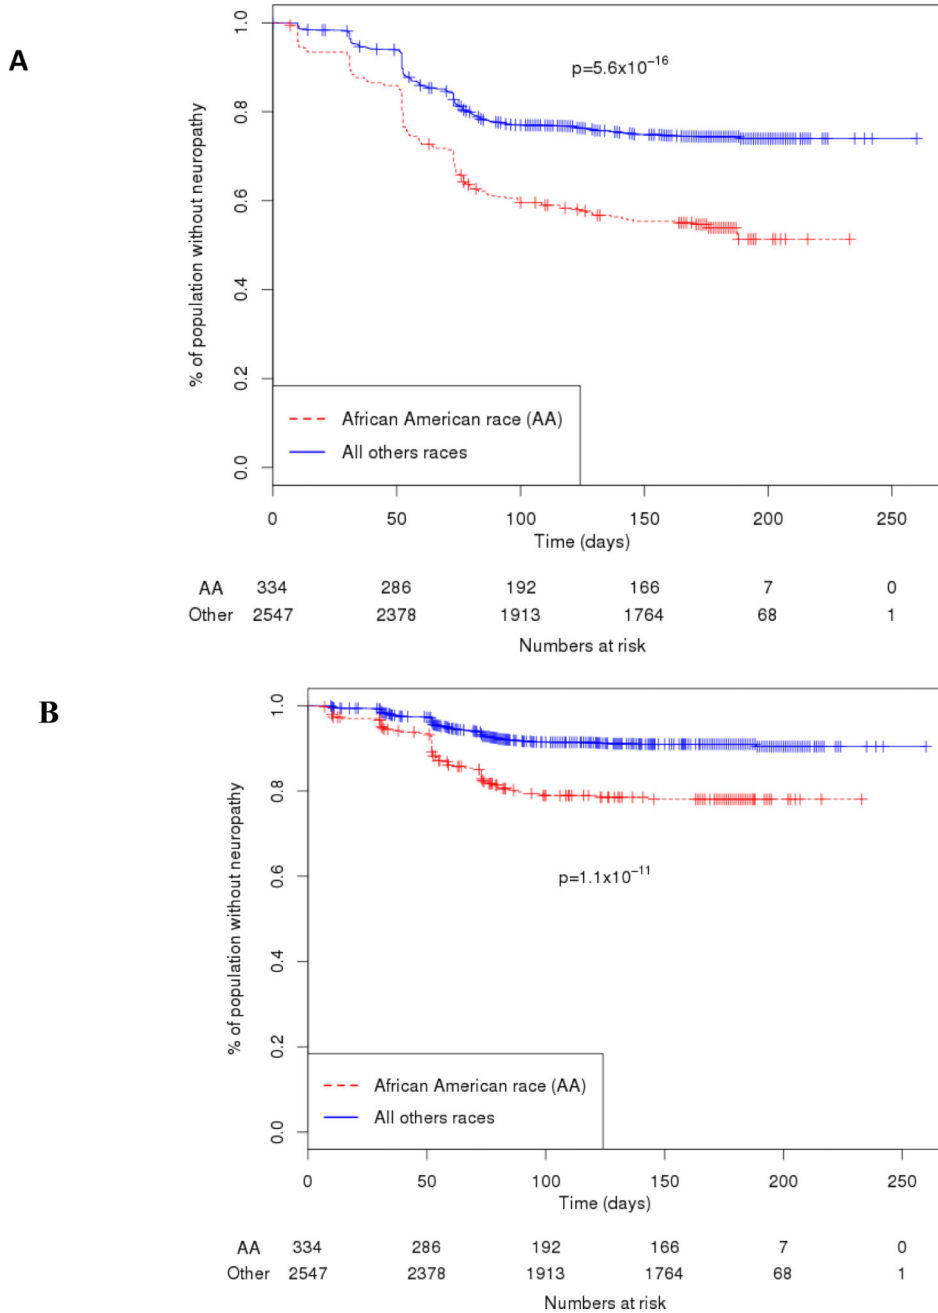 A
p=5.6x10⁻¹⁶
% of population without neuropathy
1.0
0.8
0.6
0.4
0.2
0.0
African American race (AA)
All others races
0 50 100 150 200 250
Time (days)
AA 334 286 192 166 7 0
Other 2547 2378 1913 1764 68 1
Numbers at risk
B
% of population without neuropathy
1.0
0.8
0.6
0.4
0.2
0.0
p=1.1x10⁻¹¹
African American race (AA)
All others races
0 50 100 150 200 250
Time (days)
AA 334 286 192 166 7 0
Other 2547 2378 1913 1764 68 1
Numbers at risk